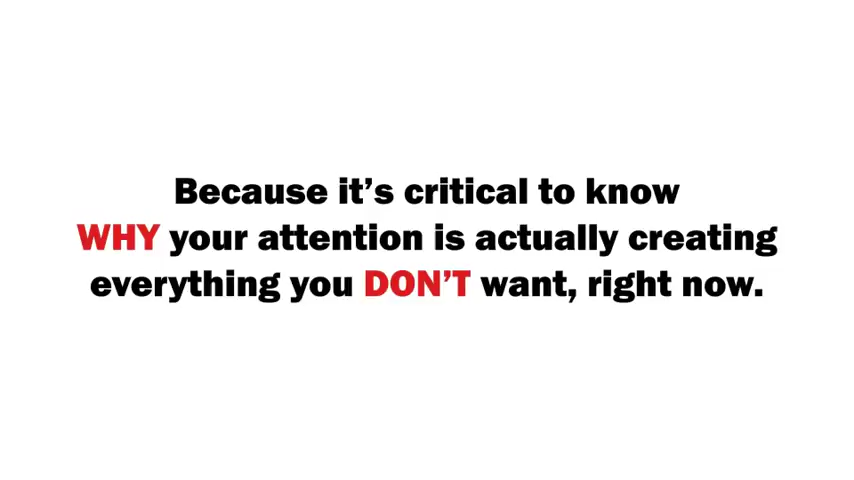 Because it’s critical to know
WHY your attention is actually creating
everything you DON’T want, right now.